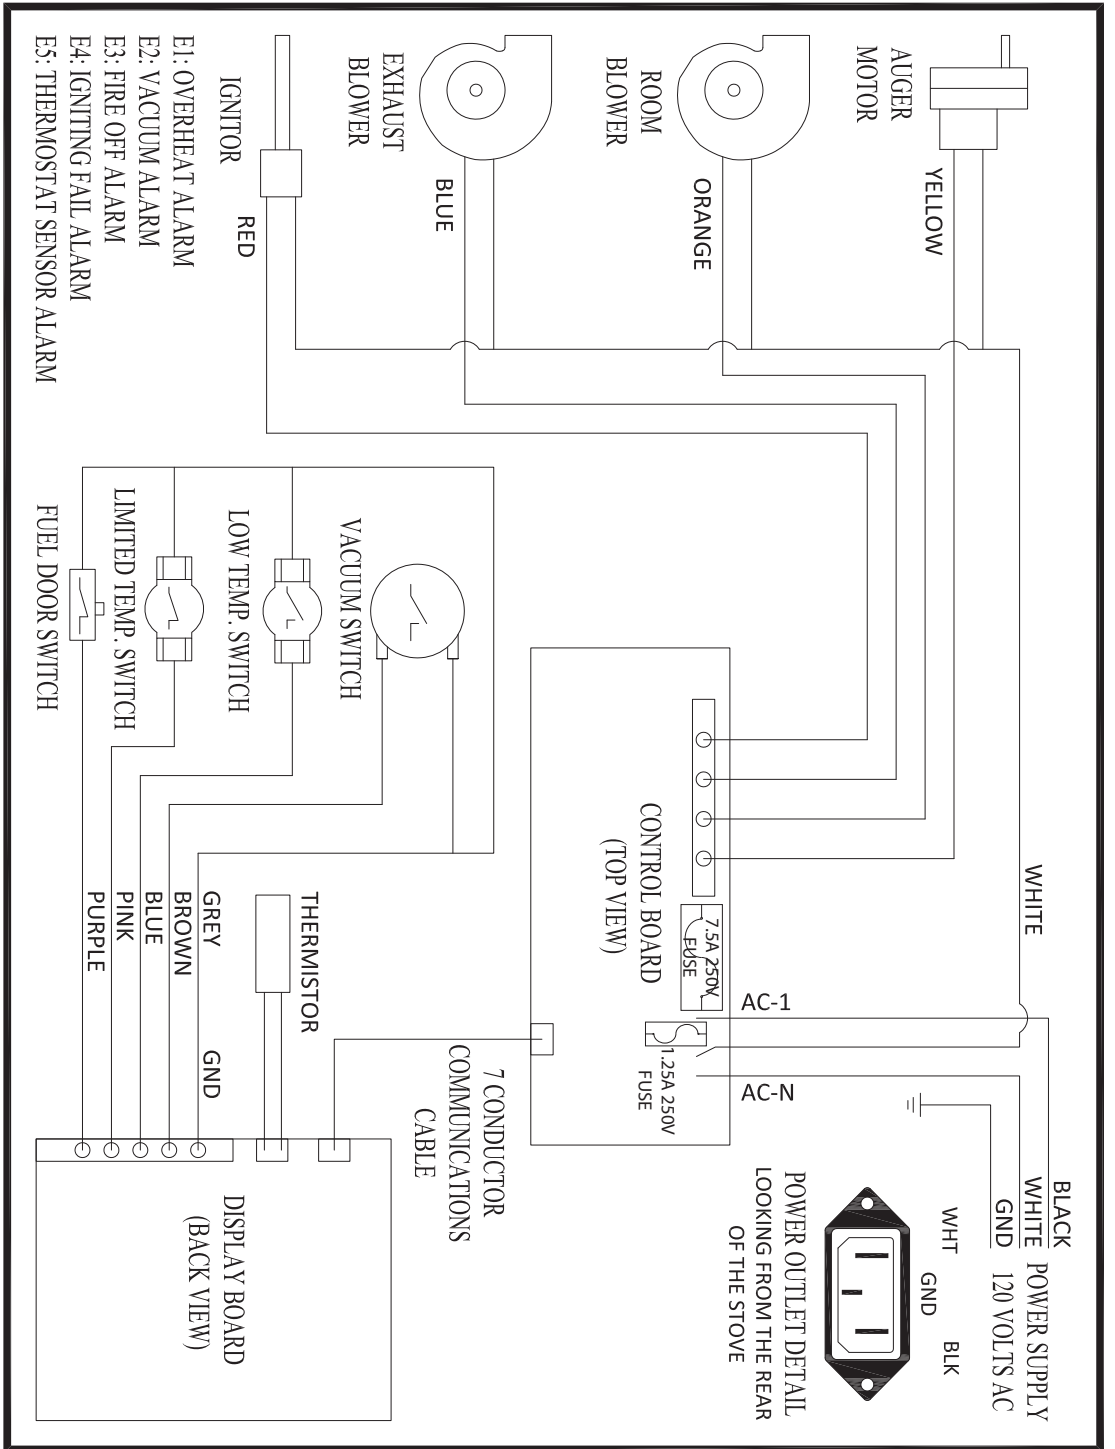 POWER SUPPLY
120 VOLTS AC
BLACK
WHITE
GND
WHT
GND
BLK
POWER OUTLET DETAIL
LOOKING FROM THE REAR
OF THE STOVE
WHITE
AC-1
AC-N
7.5A 250V
FUSE
1.25A 250V
FUSE
CONTROL BOARD
(TOP VIEW)
7 CONDUCTOR
COMMUNICATIONS
CABLE
AUGER
MOTOR
YELLOW
ROOM
BLOWER
ORANGE
EXHAUST
BLOWER
BLUE
IGNITOR
RED
VACUUM SWITCH
LOW TEMP. SWITCH
LIMITED TEMP. SWITCH
FUEL DOOR SWITCH
THERMISTOR
GREY
GND
BROWN
BLUE
PINK
PURPLE
DISPLAY BOARD
(BACK VIEW)
E1: OVERHEAT ALARM
E2: VACUUM ALARM
E3: FIRE OFF ALARM
E4: IGNITING FAIL ALARM
E5: THERMOSTAT SENSOR ALARM